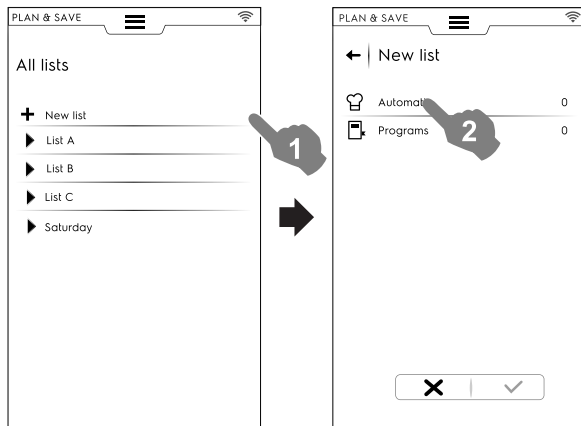 PLAN & SAVE
All lists
New list
List A
List B
List C
Saturday
1
PLAN & SAVE
New list
Automat 0
Programs 0
2